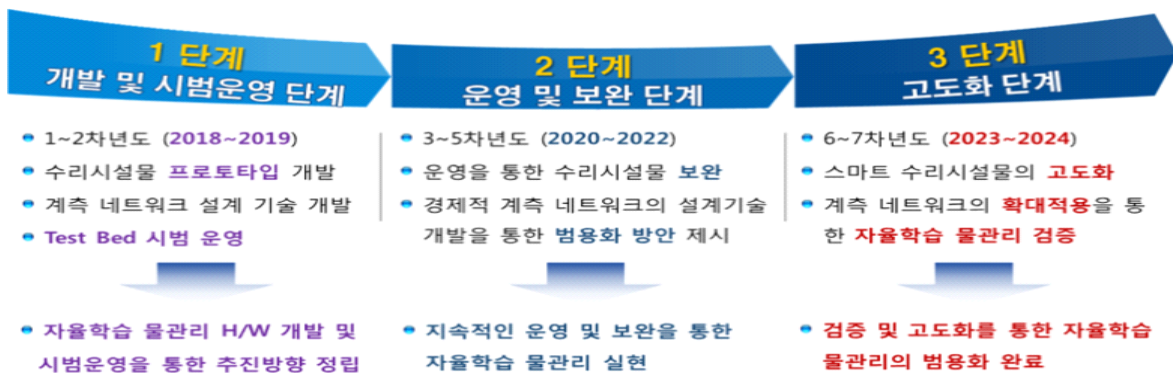 1 단계
개발 및 시범운영 단계
• 1~2차년도 (2018~2019)
• 수리시설물 프로토타입 개발
• 계측 네트워크 설계 기술 개발
• Test Bed 시범 운영
• 자율학습 물관리 H/W 개발 및
시범운영을 통한 추진방향 정립
2 단계
운영 및 보완 단계
• 3~5차년도 (2020~2022)
• 운영을 통한 수리시설물 보완
• 경제적 계측 네트워크의 설계기술
개발을 통한 범용화 방안 제시
• 지속적인 운영 및 보완을 통한
자율학습 물관리 실현
3 단계
고도화 단계
• 6~7차년도 (2023~2024)
• 스마트 수리시설물의 고도화
• 계측 네트워크의 확대적용을 통
한 자율학습 물관리 검증
• 검증 및 고도화를 통한 자율학습
물관리의 범용화 완료